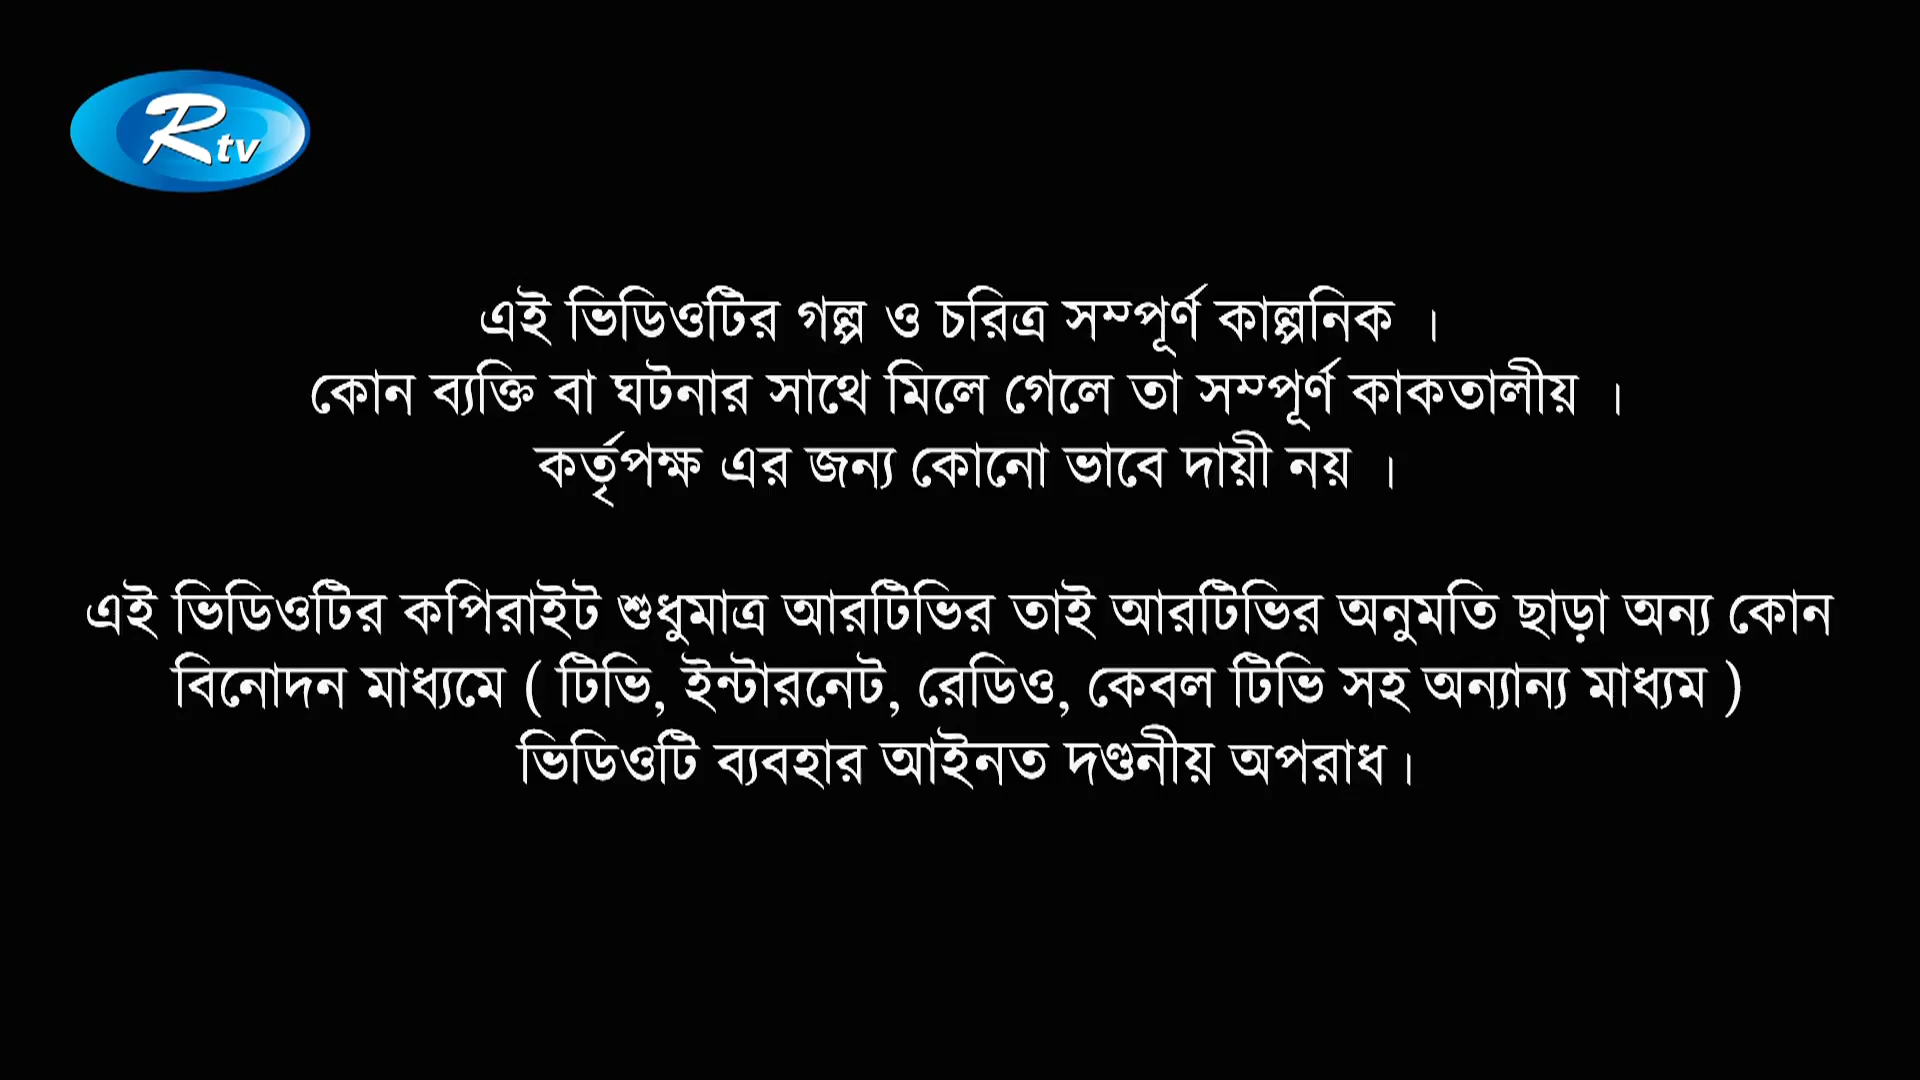 Rtv
এই ভিডিওটির গল্প ও চরিত্র সম্পূর্ণ কাল্পনিক ।
কোন ব্যক্তি বা ঘটনার সাথে মিলে গেলে তা সম্পূর্ণ কাকতালীয় ।
কর্তৃপক্ষ এর জন্য কোনো ভাবে দায়ী নয় ।
এই ভিডিওটির কপিরাইট শুধুমাত্র আরটিভির তাই আরটিভির অনুমতি ছাড়া অন্য কোন
বিনোদন মাধ্যমে ( টিভি, ইন্টারনেট, রেডিও, কেবল টিভি সহ অন্যান্য মাধ্যম )
ভিডিওটি ব্যবহার আইনত দণ্ডনীয় অপরাধ।